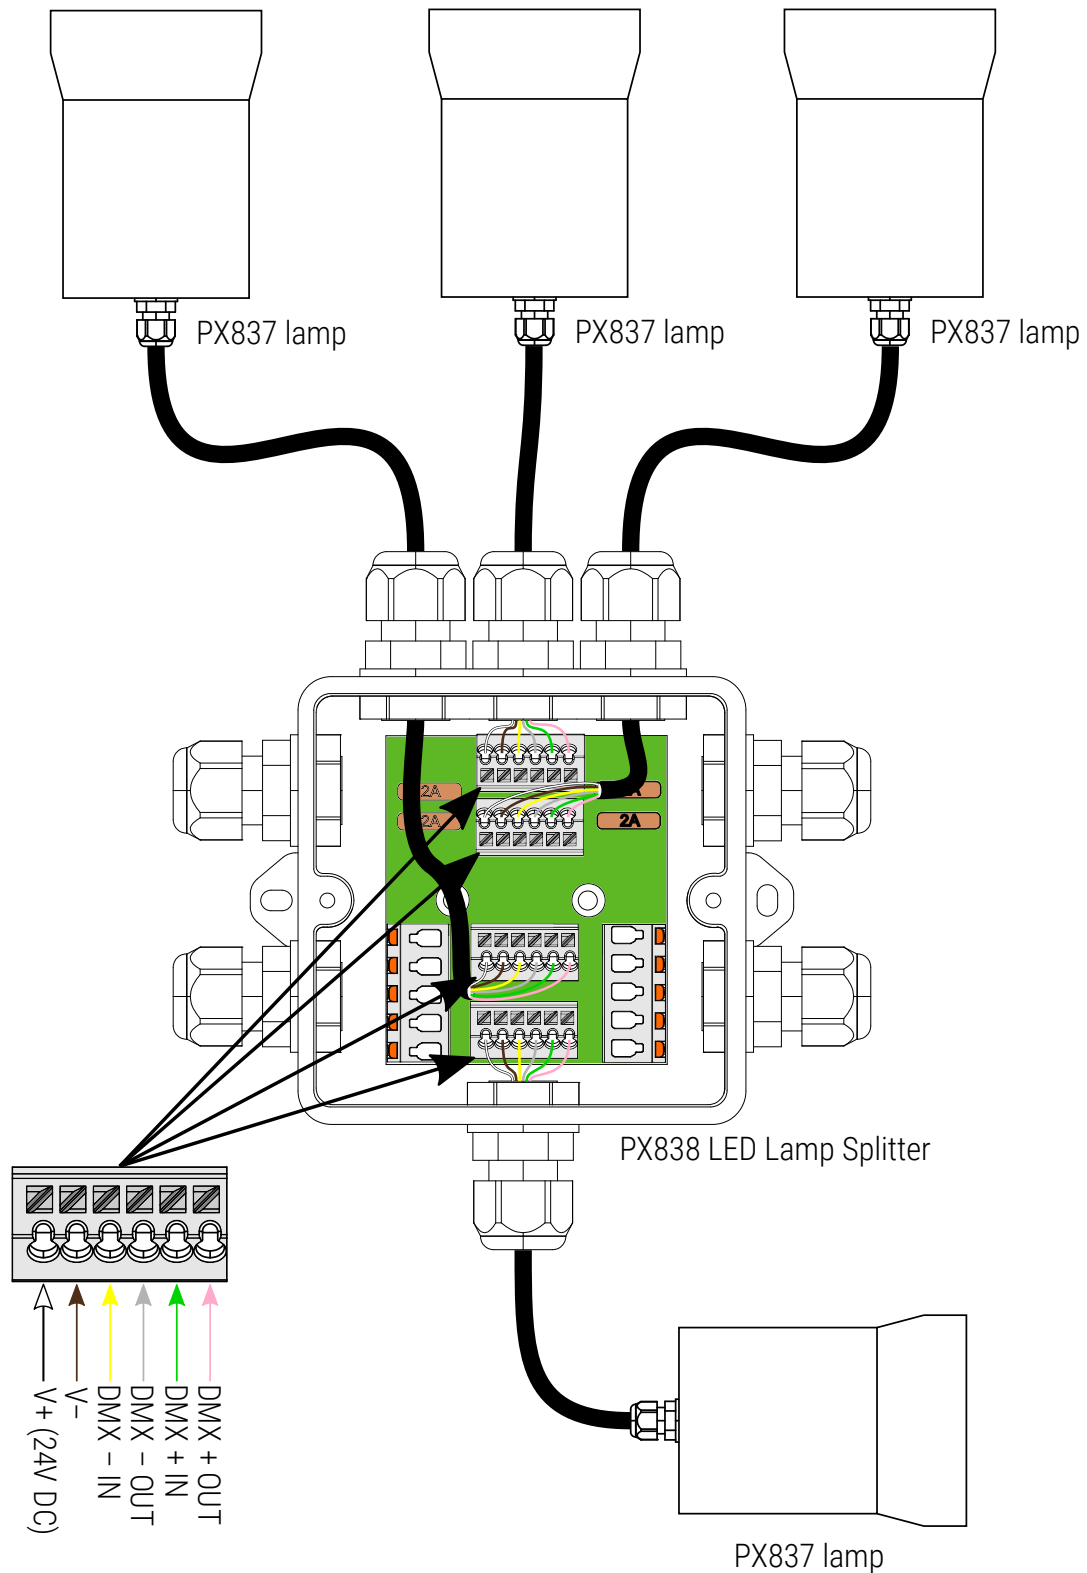 PX837 lamp
PX837 lamp
PX837 lamp
2A
2A
2A
PX838 LED Lamp Splitter
V+ (24V DC)
V-
DMX - IN
DMX - OUT
DMX + IN
DMX + OUT
PX837 lamp